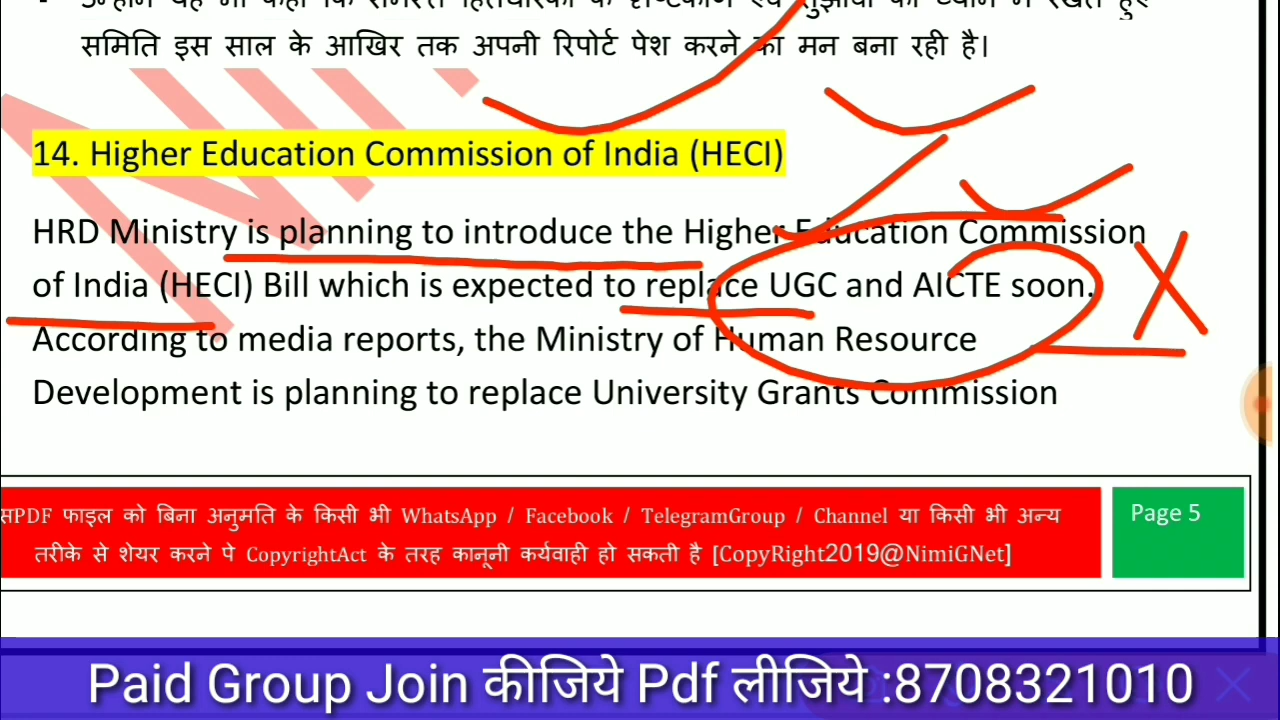 समिति इस साल के आखिर तक अपनी रिपोर्ट पेश करने का मन बना रही है।
14. Higher Education Commission of India (HECI)
HRD Ministry is planning to introduce the Higher Education Commission
of India (HECI) Bill which is expected to replace UGC and AICTE soon.
According to media reports, the Ministry of Human Resource
Development is planning to replace University Grants Commission
सPDF फाइल को बिना अनुमति के किसी भी WhatsApp / Facebook / TelegramGroup / Channel या किसी भी अन्य
तरीके से शेयर करने पे CopyrightAct के तरह कानूनी कर्यवाही हो सकती है [CopyRight2019@NimiGNet]
Page 5
Paid Group Join कीजिये Pdf लीजिये :8708321010